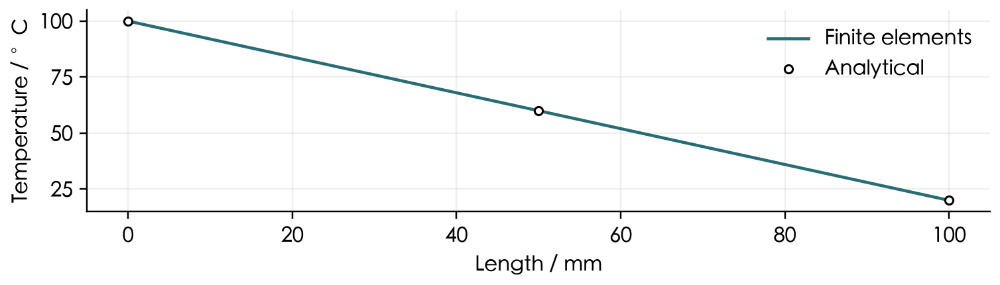 Temperature / ° C
100
75
50
25
Finite elements
Analytical
0 20 40 60 80 100
Length / mm